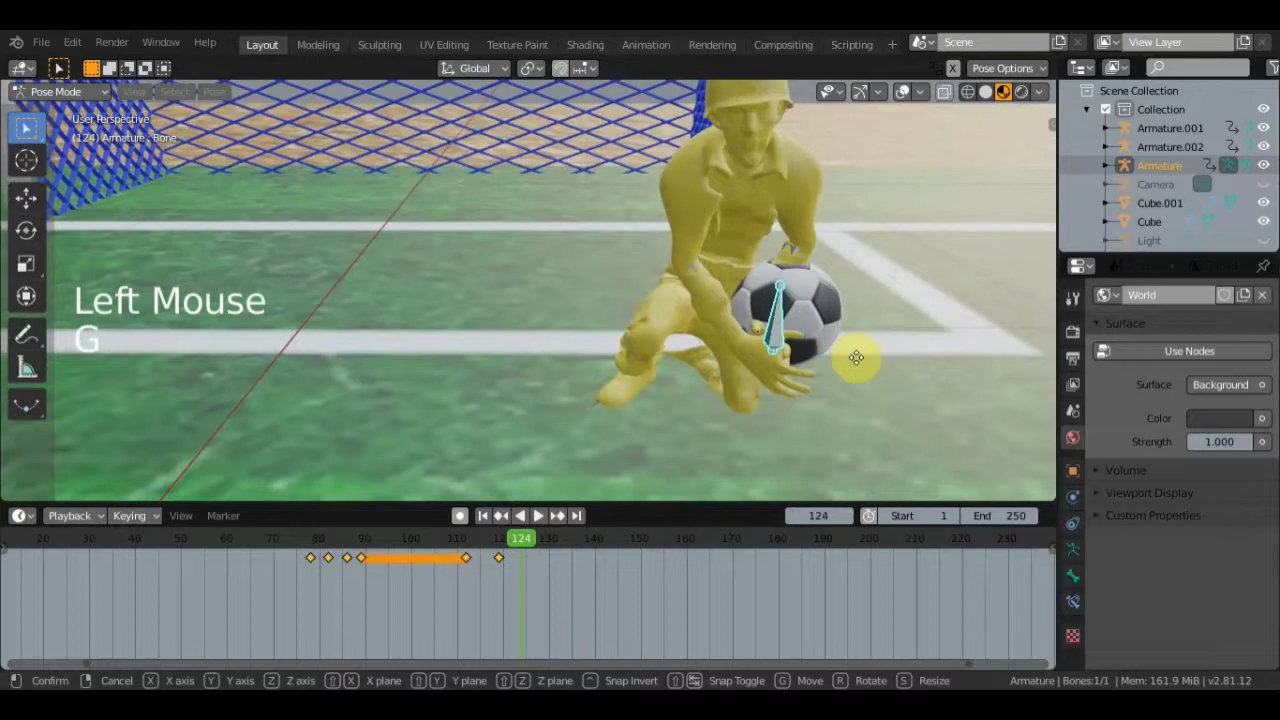 File Edit Render Window Help Layout Modeling Sculpting UV Editing Texture Paint Shading Animation Rendering Compositing Scripting + Scene View Layer
Global X Pose Options
Pose Mode View Select Pose
User Perspective
(124) Armature : Bone
Left Mouse
G
Scene Collection
Collection
Armature.001
Armature.002
Armature
Camera
Cube.001
Cube
Light
World
Surface
Use Nodes
Surface Background
Color
Strength 1.000
Volume
Viewport Display
Custom Properties
Playback Keying View Marker 124 Start 1 End 250
20 30 40 50 60 70 80 90 100 110 124 130 140 150 160 170 180 190 200 210 220 230
Confirm Cancel X X axis Y Y axis Z Z axis X X plane Y Y plane Z Z plane Snap Invert Snap Toggle G Move R Rotate S Resize Armature | Bones:1/1 | Mem: 161.9 MiB | v2.81.12